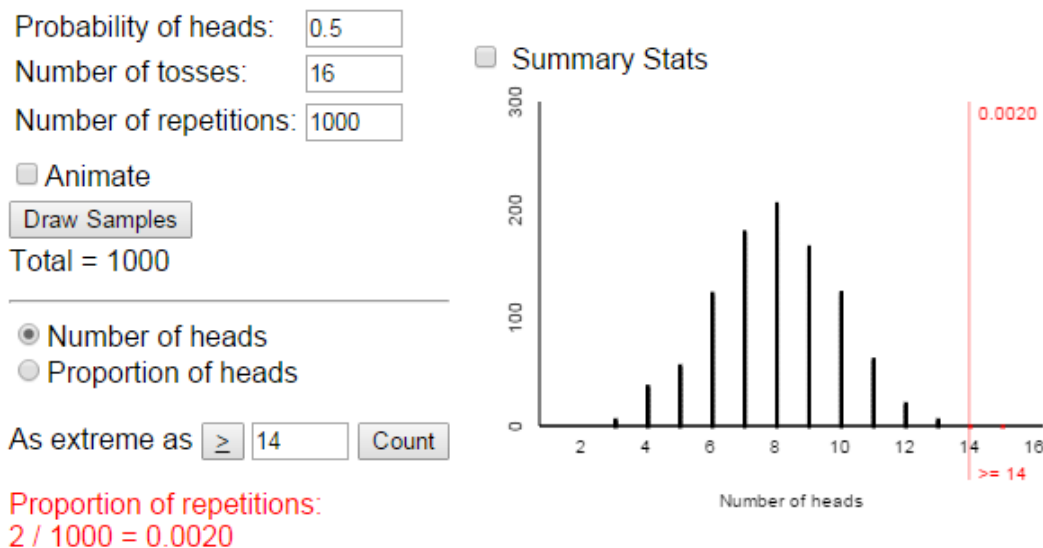 Probability of heads: 0.5
Number of tosses: 16
Number of repetitions: 1000
Animate
Draw Samples
Total = 1000
Number of heads
Proportion of heads
As extreme as ≥ 14 Count
Proportion of repetitions:
2 / 1000 = 0.0020
Summary Stats
300
200
100
0
0.0020
2 4 6 8 10 12 14 16
>= 14
Number of heads